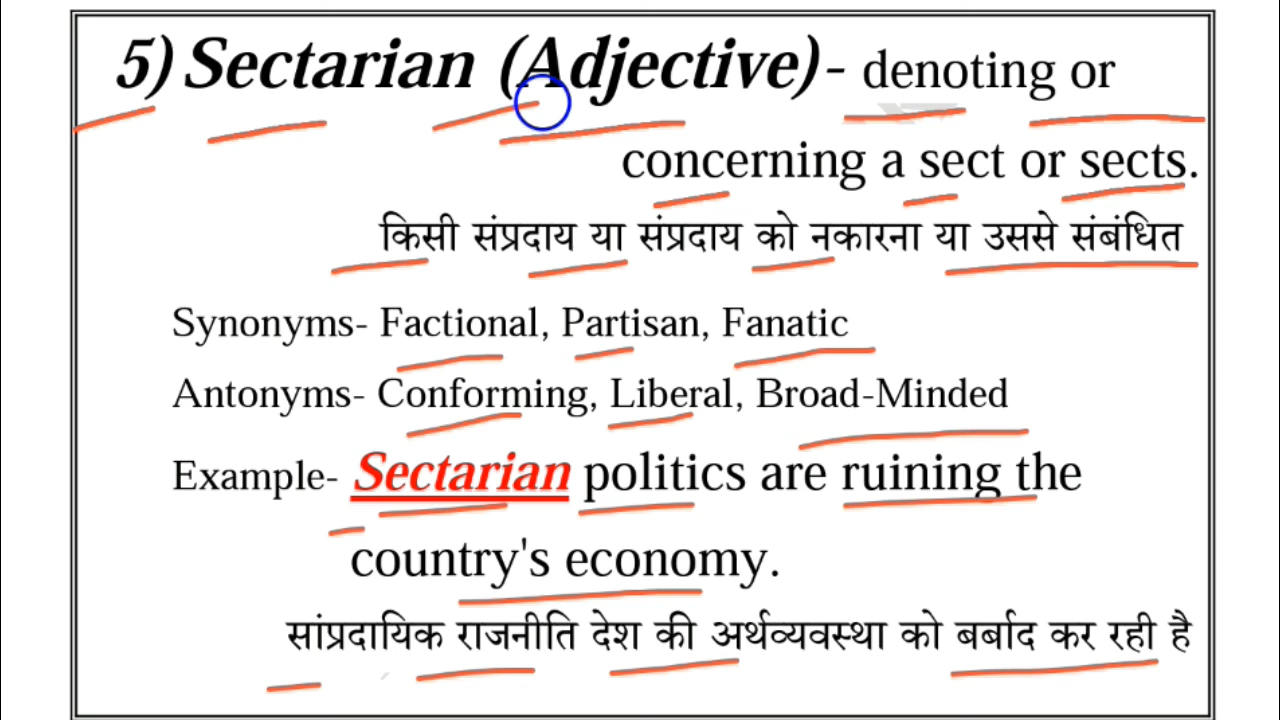 5) Sectarian (Adjective)- denoting or
concerning a sect or sects.
किसी संप्रदाय या संप्रदाय को नकारना या उससे संबंधित
Synonyms- Factional, Partisan, Fanatic
Antonyms- Conforming, Liberal, Broad-Minded
Example- Sectarian politics are ruining the
country's economy.
सांप्रदायिक राजनीति देश की अर्थव्यवस्था को बर्बाद कर रही है